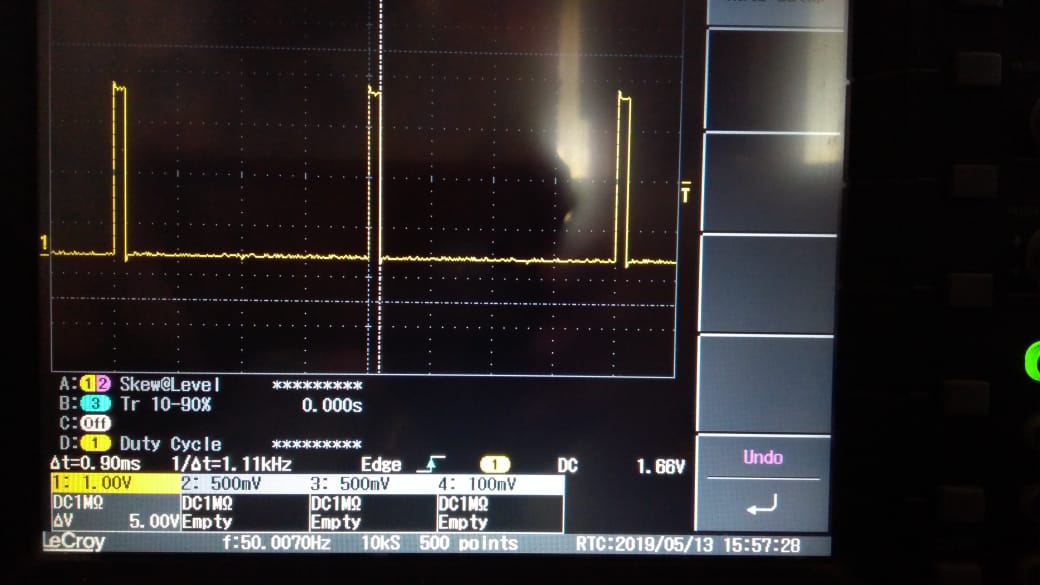 T
1
A: 1 2 Skew@Level *********
B: 3 Tr 10-90% 0.000s
C: Off
D: 1 Duty Cycle *********
Δt=0.90ms 1/Δt=1.11kHz Edge 1 DC 1.66V
1: 1.00V 2: 500mV 3: 500mV 4: 100mV
DC1MΩ DC1MΩ DC1MΩ DC1MΩ
ΔV 5.00V Empty Empty Empty
Undo
LeCroy f:50.0070Hz 10kS 500 points RTC:2019/05/13 15:57:28